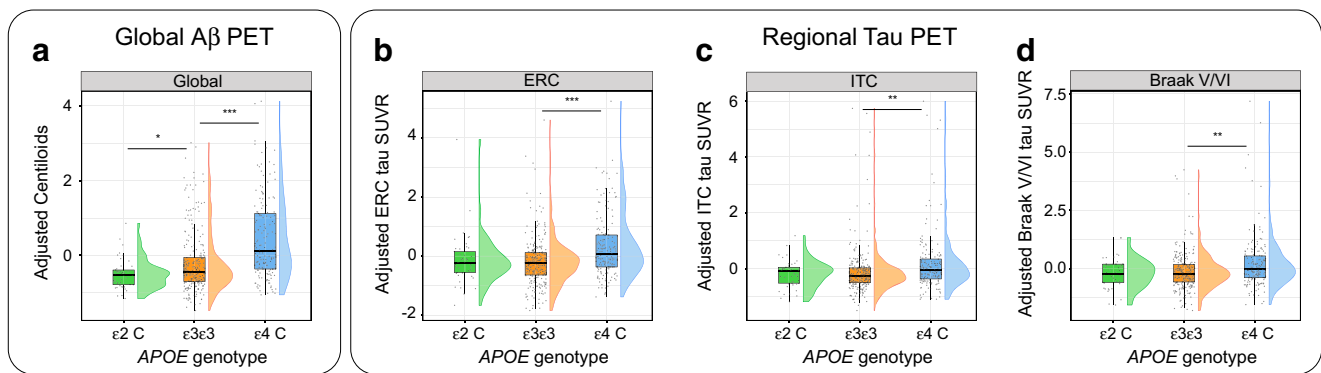 Global Aβ PET
Regional Tau PET
a
Global
Adjusted Centiloids
4
2
0
*
***
ε2 C
ε3ε3
ε4 C
APOE genotype
b
ERC
Adjusted ERC tau SUVR
4
2
0
-2
***
ε2 C
ε3ε3
ε4 C
APOE genotype
c
ITC
Adjusted ITC tau SUVR
6
4
2
0
**
ε2 C
ε3ε3
ε4 C
APOE genotype
d
Braak V/VI
Adjusted Braak V/VI tau SUVR
7.5
5.0
2.5
0.0
**
ε2 C
ε3ε3
ε4 C
APOE genotype